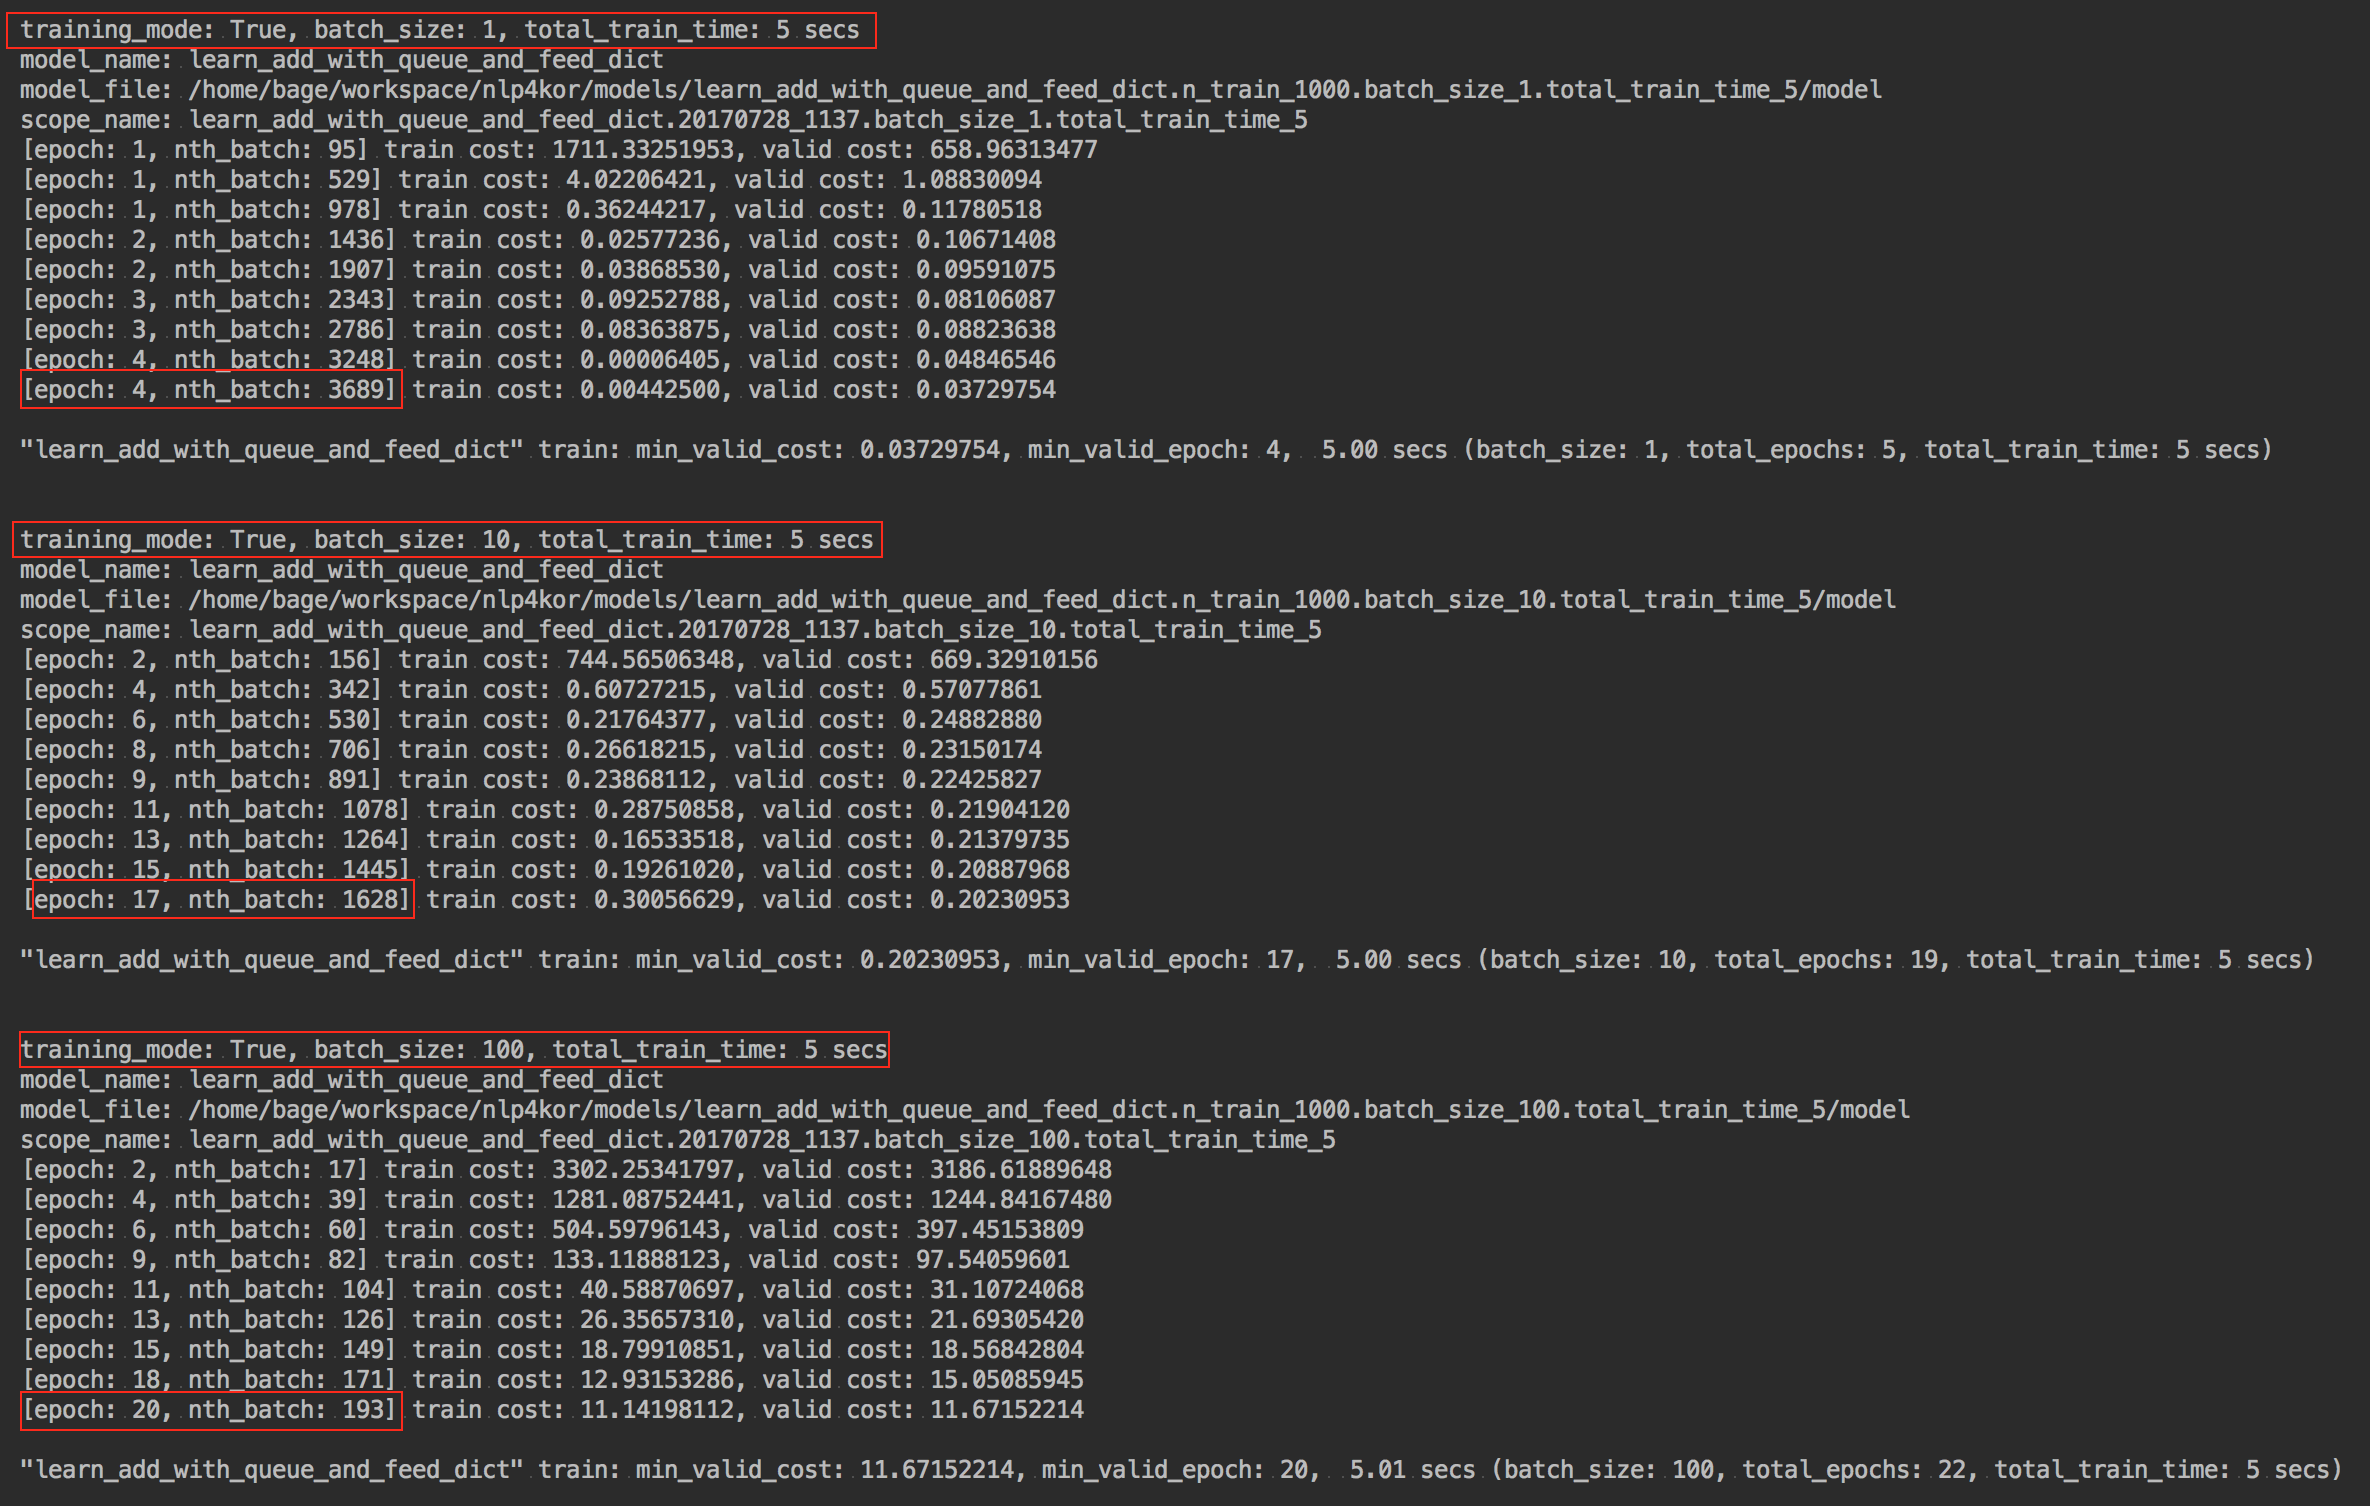 training_mode: True, batch_size: 1, total_train_time: 5 secs
model_name: learn_add_with_queue_and_feed_dict
model_file: /home/bage/workspace/nlp4kor/models/learn_add_with_queue_and_feed_dict.n_train_1000.batch_size_1.total_train_time_5/model
scope_name: learn_add_with_queue_and_feed_dict.20170728_1137.batch_size_1.total_train_time_5
[epoch: 1, nth_batch: 95] train cost: 1711.33251953, valid cost: 658.96313477
[epoch: 1, nth_batch: 529] train cost: 4.02206421, valid cost: 1.08830094
[epoch: 1, nth_batch: 978] train cost: 0.36244217, valid cost: 0.11780518
[epoch: 2, nth_batch: 1436] train cost: 0.02577236, valid cost: 0.10671408
[epoch: 2, nth_batch: 1907] train cost: 0.03868530, valid cost: 0.09591075
[epoch: 3, nth_batch: 2343] train cost: 0.09252788, valid cost: 0.08106087
[epoch: 3, nth_batch: 2786] train cost: 0.08363875, valid cost: 0.08823638
[epoch: 4, nth_batch: 3248] train cost: 0.00006405, valid cost: 0.04846546
[epoch: 4, nth_batch: 3689] train cost: 0.00442500, valid cost: 0.03729754
"learn_add_with_queue_and_feed_dict" train: min_valid_cost: 0.03729754, min_valid_epoch: 4,  5.00 secs (batch_size: 1, total_epochs: 5, total_train_time: 5 secs)
training_mode: True, batch_size: 10, total_train_time: 5 secs
model_name: learn_add_with_queue_and_feed_dict
model_file: /home/bage/workspace/nlp4kor/models/learn_add_with_queue_and_feed_dict.n_train_1000.batch_size_10.total_train_time_5/model
scope_name: learn_add_with_queue_and_feed_dict.20170728_1137.batch_size_10.total_train_time_5
[epoch: 2, nth_batch: 156] train cost: 744.56506348, valid cost: 669.32910156
[epoch: 4, nth_batch: 342] train cost: 0.60727215, valid cost: 0.57077861
[epoch: 6, nth_batch: 530] train cost: 0.21764377, valid cost: 0.24882880
[epoch: 8, nth_batch: 706] train cost: 0.26618215, valid cost: 0.23150174
[epoch: 9, nth_batch: 891] train cost: 0.23868112, valid cost: 0.22425827
[epoch: 11, nth_batch: 1078] train cost: 0.28750858, valid cost: 0.21904120
[epoch: 13, nth_batch: 1264] train cost: 0.16533518, valid cost: 0.21379735
[epoch: 15, nth_batch: 1445] train cost: 0.19261020, valid cost: 0.20887968
[epoch: 17, nth_batch: 1628] train cost: 0.30056629, valid cost: 0.20230953
"learn_add_with_queue_and_feed_dict" train: min_valid_cost: 0.20230953, min_valid_epoch: 17,  5.00 secs (batch_size: 10, total_epochs: 19, total_train_time: 5 secs)
training_mode: True, batch_size: 100, total_train_time: 5 secs
model_name: learn_add_with_queue_and_feed_dict
model_file: /home/bage/workspace/nlp4kor/models/learn_add_with_queue_and_feed_dict.n_train_1000.batch_size_100.total_train_time_5/model
scope_name: learn_add_with_queue_and_feed_dict.20170728_1137.batch_size_100.total_train_time_5
[epoch: 2, nth_batch: 17] train cost: 3302.25341797, valid cost: 3186.61889648
[epoch: 4, nth_batch: 39] train cost: 1281.08752441, valid cost: 1244.84167480
[epoch: 6, nth_batch: 60] train cost: 504.59796143, valid cost: 397.45153809
[epoch: 9, nth_batch: 82] train cost: 133.11888123, valid cost: 97.54059601
[epoch: 11, nth_batch: 104] train cost: 40.58870697, valid cost: 31.10724068
[epoch: 13, nth_batch: 126] train cost: 26.35657310, valid cost: 21.69305420
[epoch: 15, nth_batch: 149] train cost: 18.79910851, valid cost: 18.56842804
[epoch: 18, nth_batch: 171] train cost: 12.93153286, valid cost: 15.05085945
[epoch: 20, nth_batch: 193] train cost: 11.14198112, valid cost: 11.67152214
"learn_add_with_queue_and_feed_dict" train: min_valid_cost: 11.67152214, min_valid_epoch: 20,  5.01 secs (batch_size: 100, total_epochs: 22, total_train_time: 5 secs)